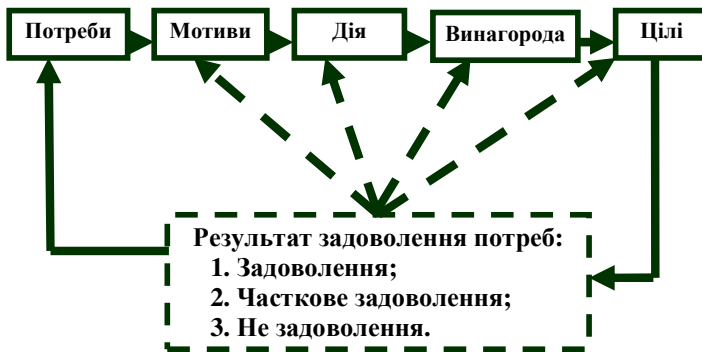 Потреби Мотиви Дія Винагорода Цілі
Результат задоволення потреб:
1. Задоволення;
2. Часткове задоволення;
3. Не задоволення.